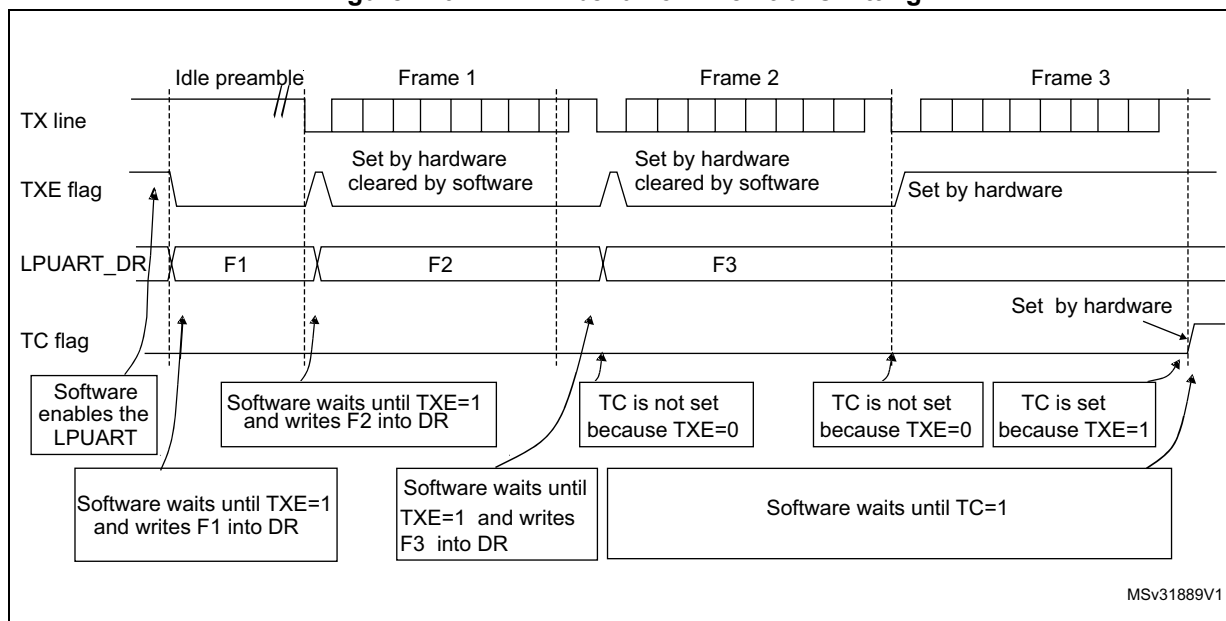 Idle preamble
Frame 1
Frame 2
Frame 3
TX line
TXE flag
Set by hardware
cleared by software
Set by hardware
cleared by software
Set by hardware
LPUART_DR
F1
F2
F3
TC flag
Set by hardware
Software
enables the
LPUART
Software waits until TXE=1
and writes F2 into DR
TC is not set
because TXE=0
TC is not set
because TXE=0
TC is set
because TXE=1
Software waits until TXE=1
and writes F1 into DR
Software waits until
TXE=1 and writes
F3 into DR
Software waits until TC=1
MSv31889V1